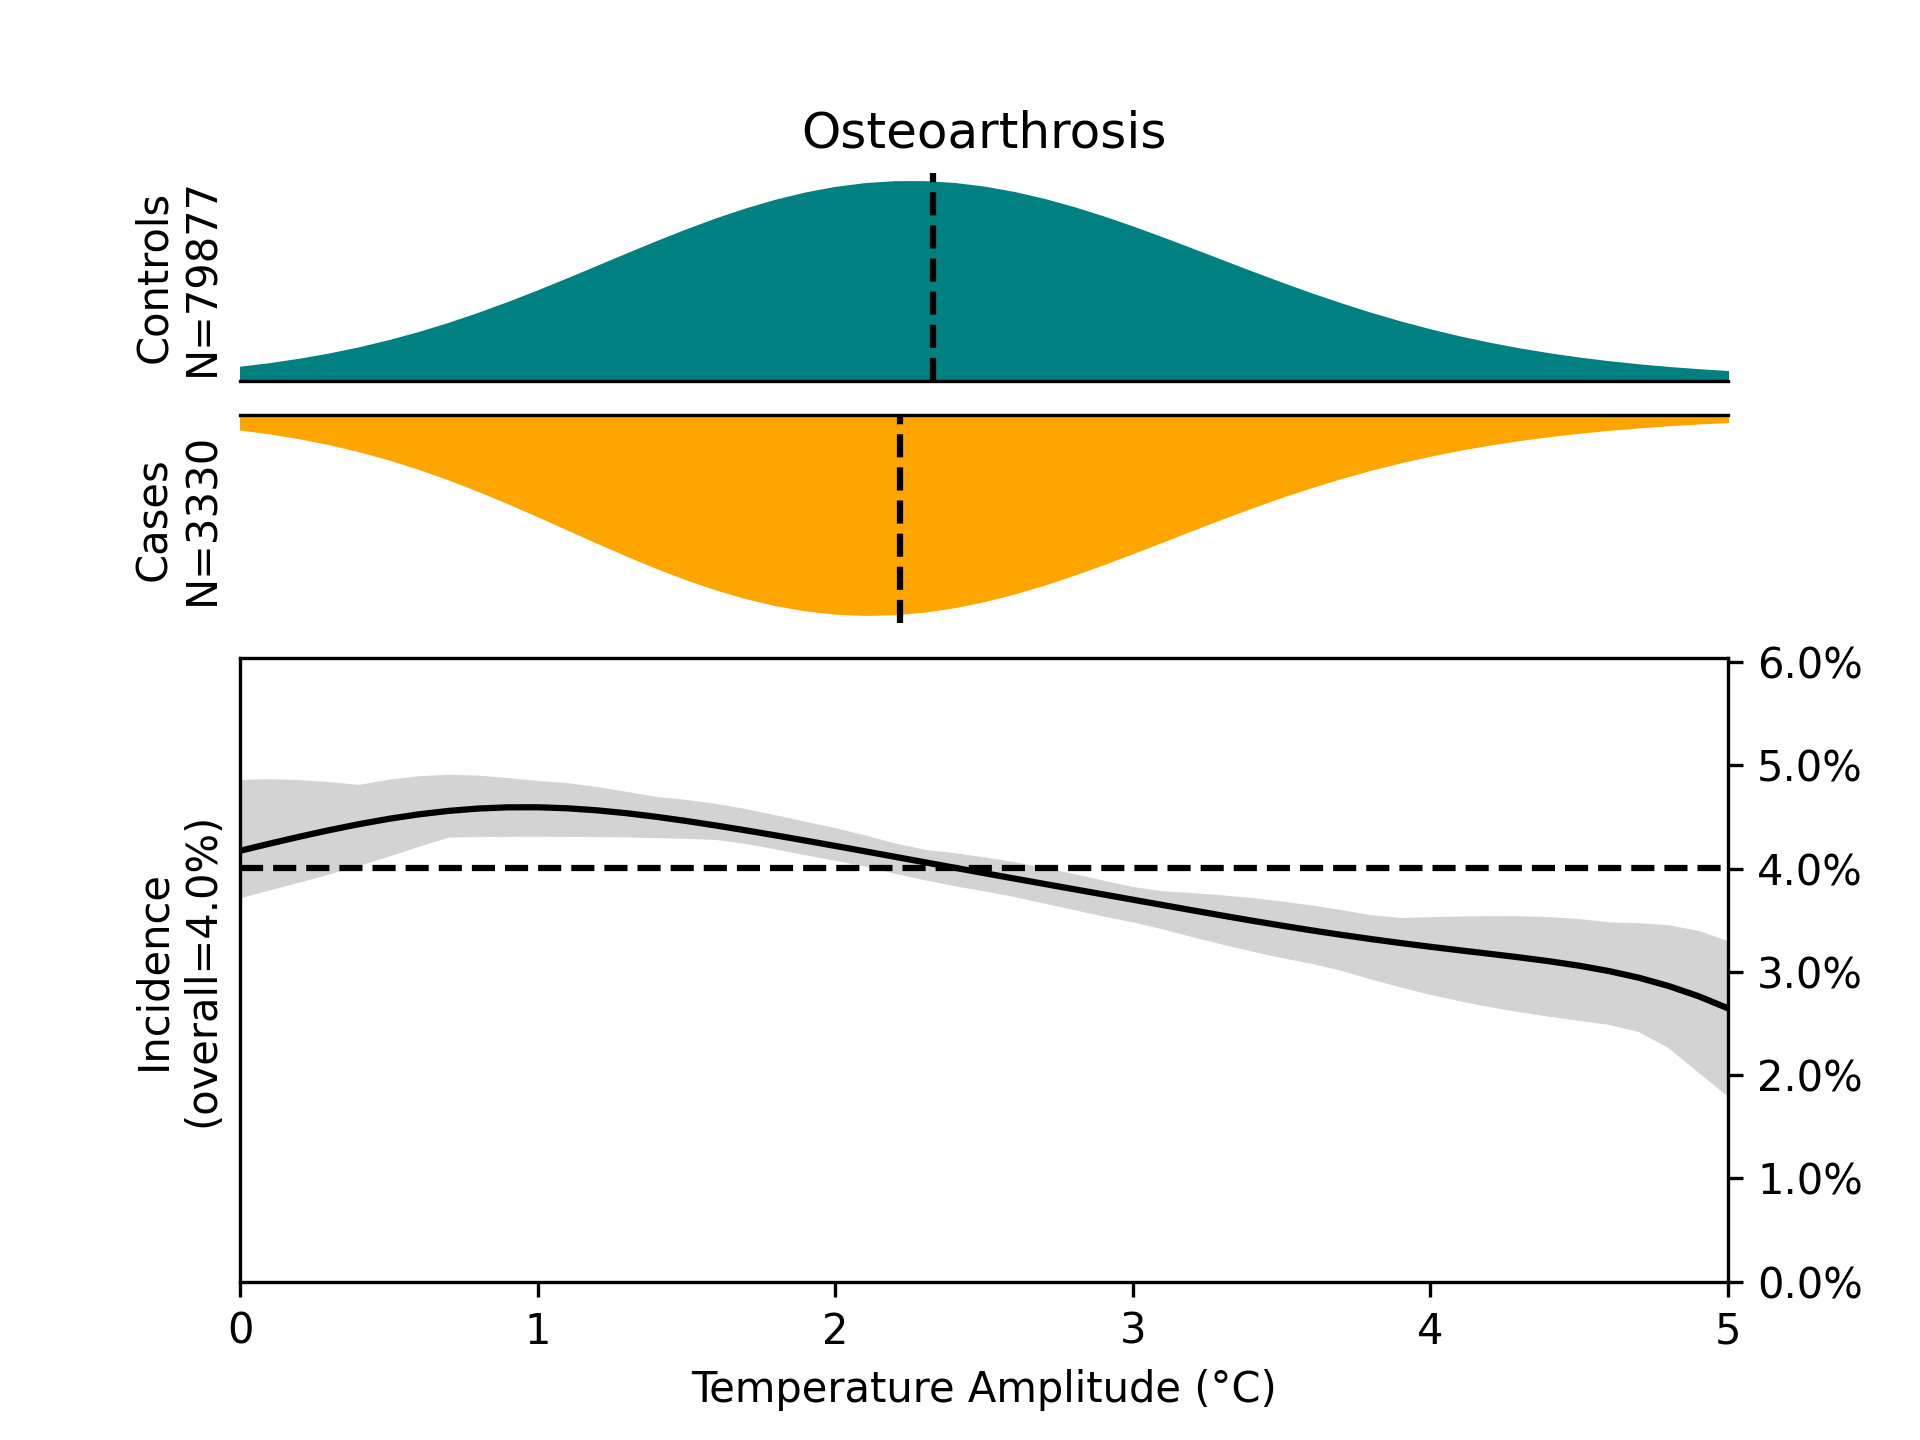 Osteoarthrosis
Controls
N=79877
Cases
N=3330
Incidence
(overall=4.0%)
6.0%
5.0%
4.0%
3.0%
2.0%
1.0%
0.0%
0 1 2 3 4 5
Temperature Amplitude (°C)